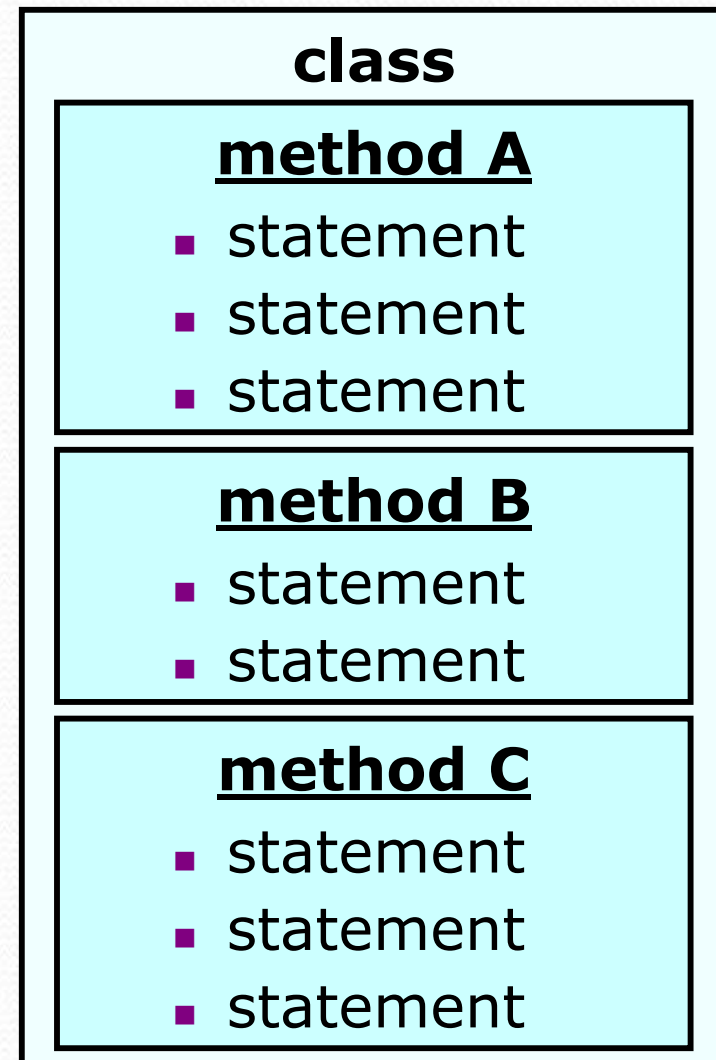 class
method A
statement
statement
statement
method B
statement
statement
method C
statement
statement
statement